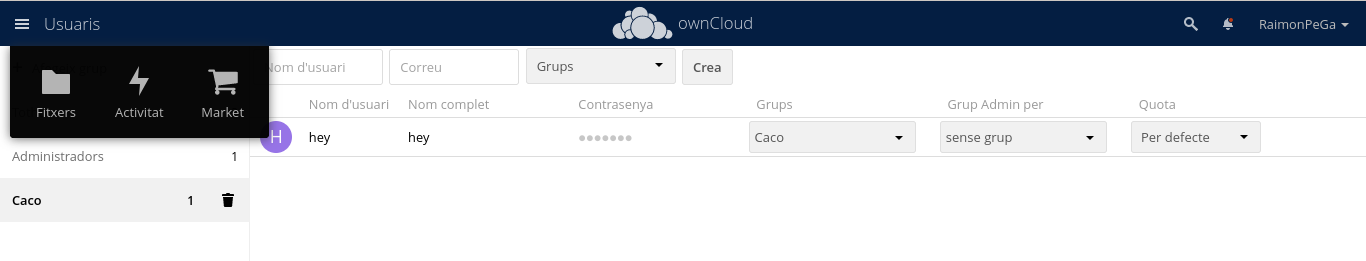 Usuaris
ownCloud
RaimonPeGa
Fitxers Activitat Market
Nom d'usuari Correu Grups Crea
Nom d'usuari Nom complet Contrasenya Grups Grup Admin per Quota
H hey hey ●●●●●●● Caco sense grup Per defecte
Administradors 1
Caco 1